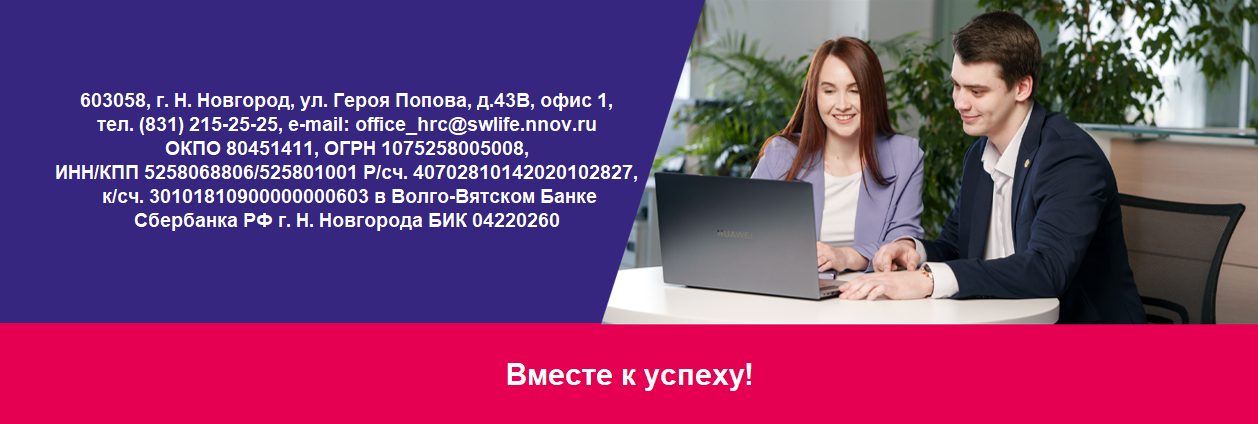 603058, г. Н. Новгород, ул. Героя Попова, д.43В, офис 1,
тел. (831) 215-25-25, e-mail: office_hrc@swlife.nnov.ru
ОКПО 80451411, ОГРН 1075258005008,
ИНН/КПП 5258068806/525801001 Р/сч. 40702810142020102827,
к/сч. 30101810900000000603 в Волго-Вятском Банке
Сбербанка РФ г. Н. Новгорода БИК 04220260
HUAWEI
Вместе к успеху!